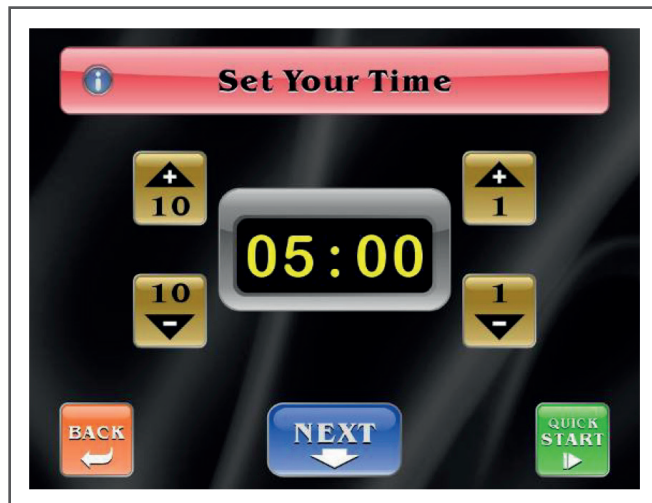 Set Your Time
+ +
10 1
05:00
10 1
- -
BACK
NEXT
QUICK
START